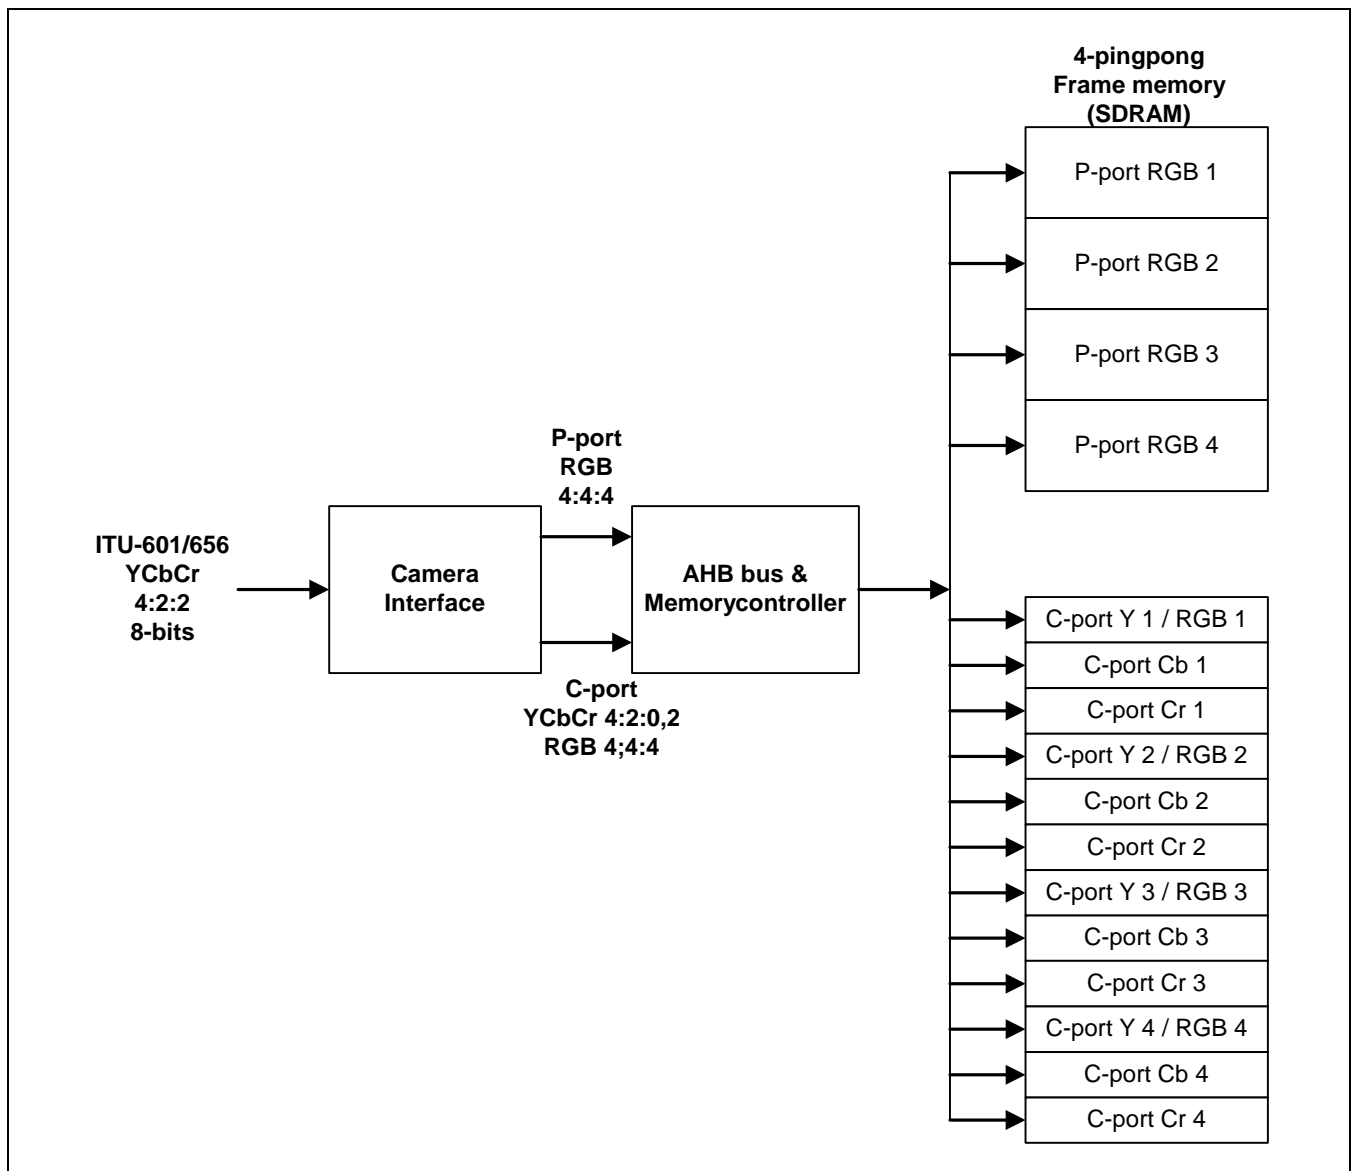 4-pingpong
Frame memory
(SDRAM)
P-port RGB 1
P-port RGB 2
P-port RGB 3
P-port RGB 4
P-port
RGB
4:4:4
ITU-601/656
YCbCr
4:2:2
8-bits
Camera
Interface
AHB bus &
Memorycontroller
C-port
YCbCr 4:2:0,2
RGB 4;4:4
C-port Y 1 / RGB 1
C-port Cb 1
C-port Cr 1
C-port Y 2 / RGB 2
C-port Cb 2
C-port Cr 2
C-port Y 3 / RGB 3
C-port Cb 3
C-port Cr 3
C-port Y 4 / RGB 4
C-port Cb 4
C-port Cr 4